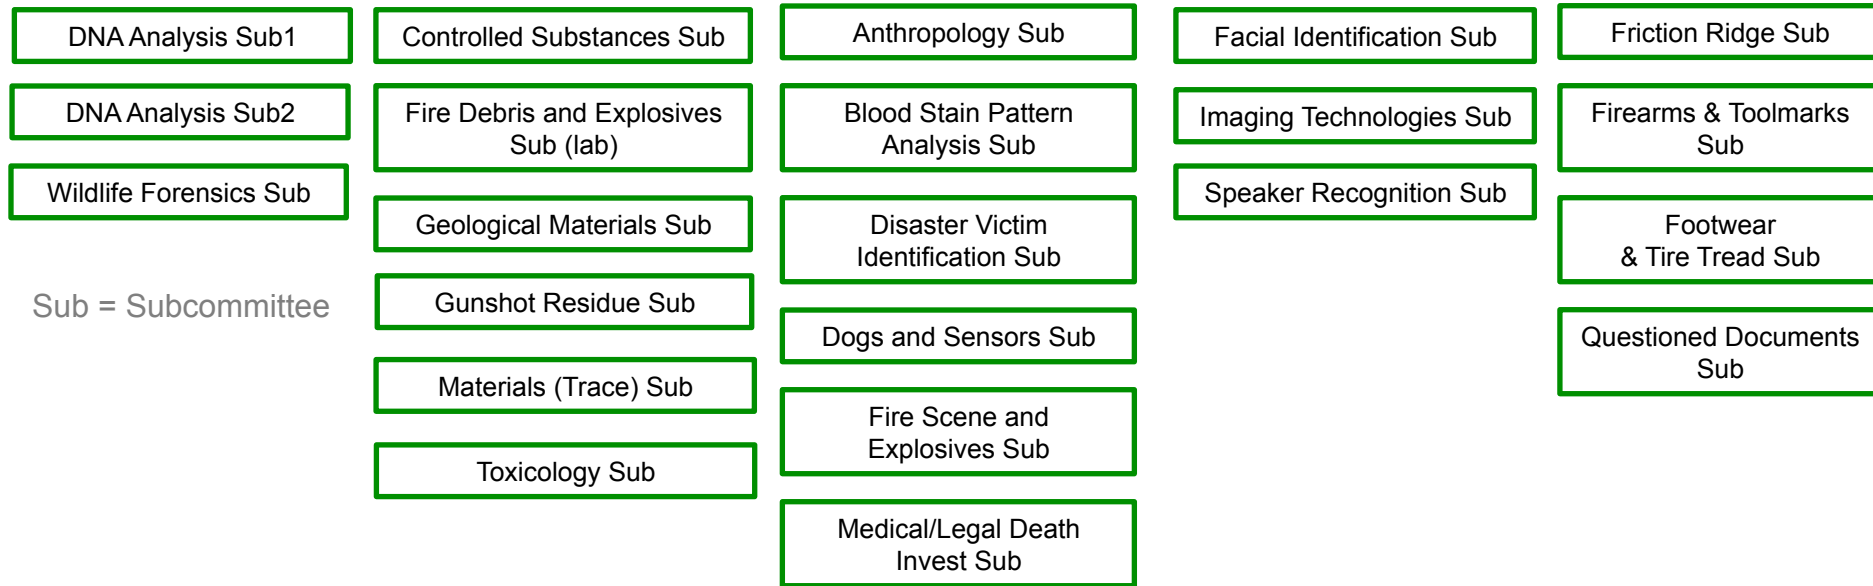 DNA Analysis Sub1
DNA Analysis Sub2
Wildlife Forensics Sub
Sub = Subcommittee
Controlled Substances Sub
Fire Debris and Explosives
Sub (lab)
Geological Materials Sub
Gunshot Residue Sub
Materials (Trace) Sub
Toxicology Sub
Anthropology Sub
Blood Stain Pattern
Analysis Sub
Disaster Victim
Identification Sub
Dogs and Sensors Sub
Fire Scene and
Explosives Sub
Medical/Legal Death
Invest Sub
Facial Identification Sub
Imaging Technologies Sub
Speaker Recognition Sub
Friction Ridge Sub
Firearms & Toolmarks
Sub
Footwear
& Tire Tread Sub
Questioned Documents
Sub